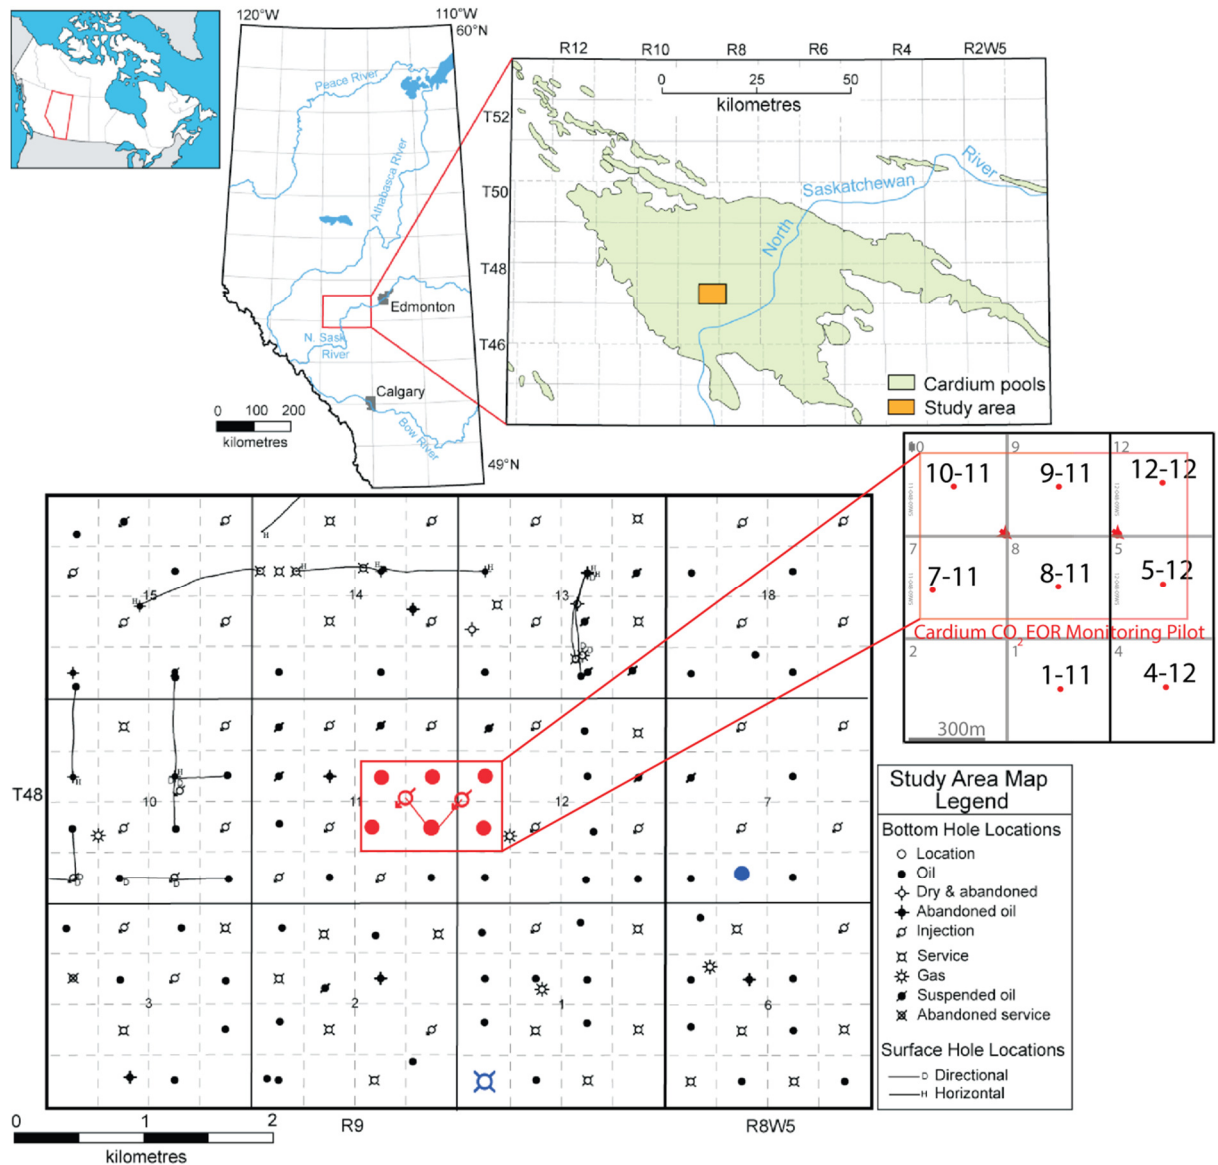 120°W
110°W
60°N
Peace River
Athabasca River
Edmonton
N. Sask.
River
Calgary
Bow River
49°N
0 100 200
kilometres
R12 R10 R8 R6 R4 R2W5
0 25 50
kilometres
T52
T50
T48
T46
North
Saskatchewan
River
Cardium pools
Study area
9 12
10-11 9-11 12-12
7 8 5
7-11 8-11 5-12
Cardium CO2 EOR Monitoring Pilot
2 1 4
1-11 4-12
300m
H
H H H H
H
H
D
15 14 13 18
D
D
T48
H
H
D
D
10 11 12 7
D
D D D
3 2 1 6
R9 R8W5
0 1 2
kilometres
Study Area Map
Legend
Bottom Hole Locations
Location
Oil
Dry & abandoned
Abandoned oil
Injection
Service
Gas
Suspended oil
Abandoned service
Surface Hole Locations
D Directional
H Horizontal